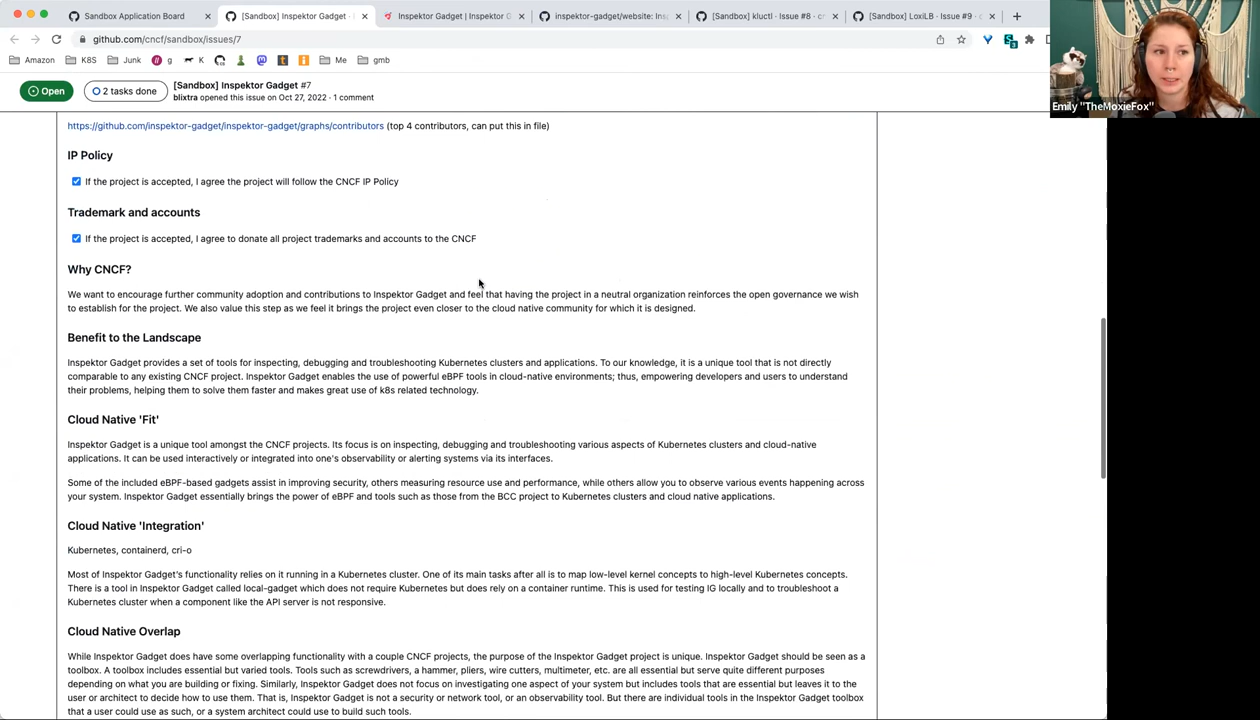 Sandbox Application Board
[Sandbox] Inspektor Gadget ·
Inspektor Gadget | Inspektor G
inspektor-gadget/website: Ins
[Sandbox] kluctl · Issue #8 · c
[Sandbox] LoxiLB · Issue #9 · c
github.com/cncf/sandbox/issues/7
Amazon
K8S
Junk
g
K
Me
gmb
Open
2 tasks done
[Sandbox] Inspektor Gadget #7
blixtra opened this issue on Oct 27, 2022 · 1 comment
Emily "TheMoxieFox"
https://github.com/inspektor-gadget/inspektor-gadget/graphs/contributors (top 4 contributors, can put this in file)
IP Policy
If the project is accepted, I agree the project will follow the CNCF IP Policy
Trademark and accounts
If the project is accepted, I agree to donate all project trademarks and accounts to the CNCF
Why CNCF?
We want to encourage further community adoption and contributions to Inspektor Gadget and feel that having the project in a neutral organization reinforces the open governance we wish
to establish for the project. We also value this step as we feel it brings the project even closer to the cloud native community for which it is designed.
Benefit to the Landscape
Inspektor Gadget provides a set of tools for inspecting, debugging and troubleshooting Kubernetes clusters and applications. To our knowledge, it is a unique tool that is not directly
comparable to any existing CNCF project. Inspektor Gadget enables the use of powerful eBPF tools in cloud-native environments; thus, empowering developers and users to understand
their problems, helping them to solve them faster and makes great use of k8s related technology.
Cloud Native 'Fit'
Inspektor Gadget is a unique tool amongst the CNCF projects. Its focus is on inspecting, debugging and troubleshooting various aspects of Kubernetes clusters and cloud-native
applications. It can be used interactively or integrated into one's observability or alerting systems via its interfaces.
Some of the included eBPF-based gadgets assist in improving security, others measuring resource use and performance, while others allow you to observe various events happening across
your system. Inspektor Gadget essentially brings the power of eBPF and tools such as those from the BCC project to Kubernetes clusters and cloud native applications.
Cloud Native 'Integration'
Kubernetes, containerd, cri-o
Most of Inspektor Gadget's functionality relies on it running in a Kubernetes cluster. One of its main tasks after all is to map low-level kernel concepts to high-level Kubernetes concepts.
There is a tool in Inspektor Gadget called local-gadget which does not require Kubernetes but does rely on a container runtime. This is used for testing IG locally and to troubleshoot a
Kubernetes cluster when a component like the API server is not responsive.
Cloud Native Overlap
While Inspektor Gadget does have some overlapping functionality with a couple CNCF projects, the purpose of the Inspektor Gadget project is unique. Inspektor Gadget should be seen as a
toolbox. A toolbox includes essential but varied tools. Tools such as screwdrivers, a hammer, pliers, wire cutters, multimeter, etc. are all essential but serve quite different purposes
depending on what you are building or fixing. Similarly, Inspektor Gadget does not focus on investigating one aspect of your system but includes tools that are essential but leaves it to the
user or architect to decide how to use them. That is, Inspektor Gadget is not a security or network tool, or an observability tool. But there are individual tools in the Inspektor Gadget toolbox
that a user could use as such, or a system architect could use to build such tools.